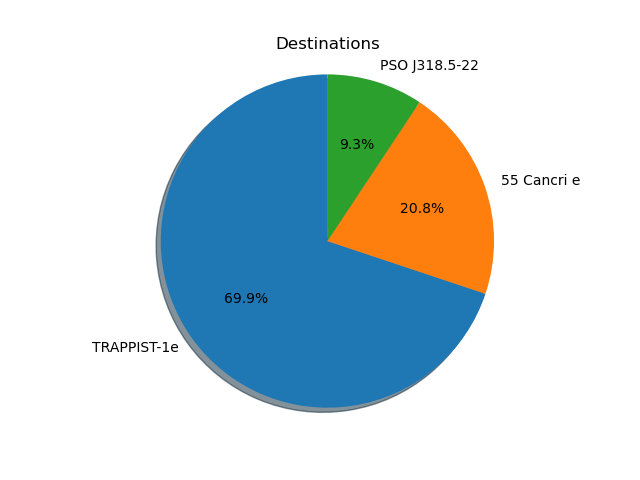 Destinations
PSO J318.5-22
9.3%
55 Cancri e
20.8%
69.9%
TRAPPIST-1e